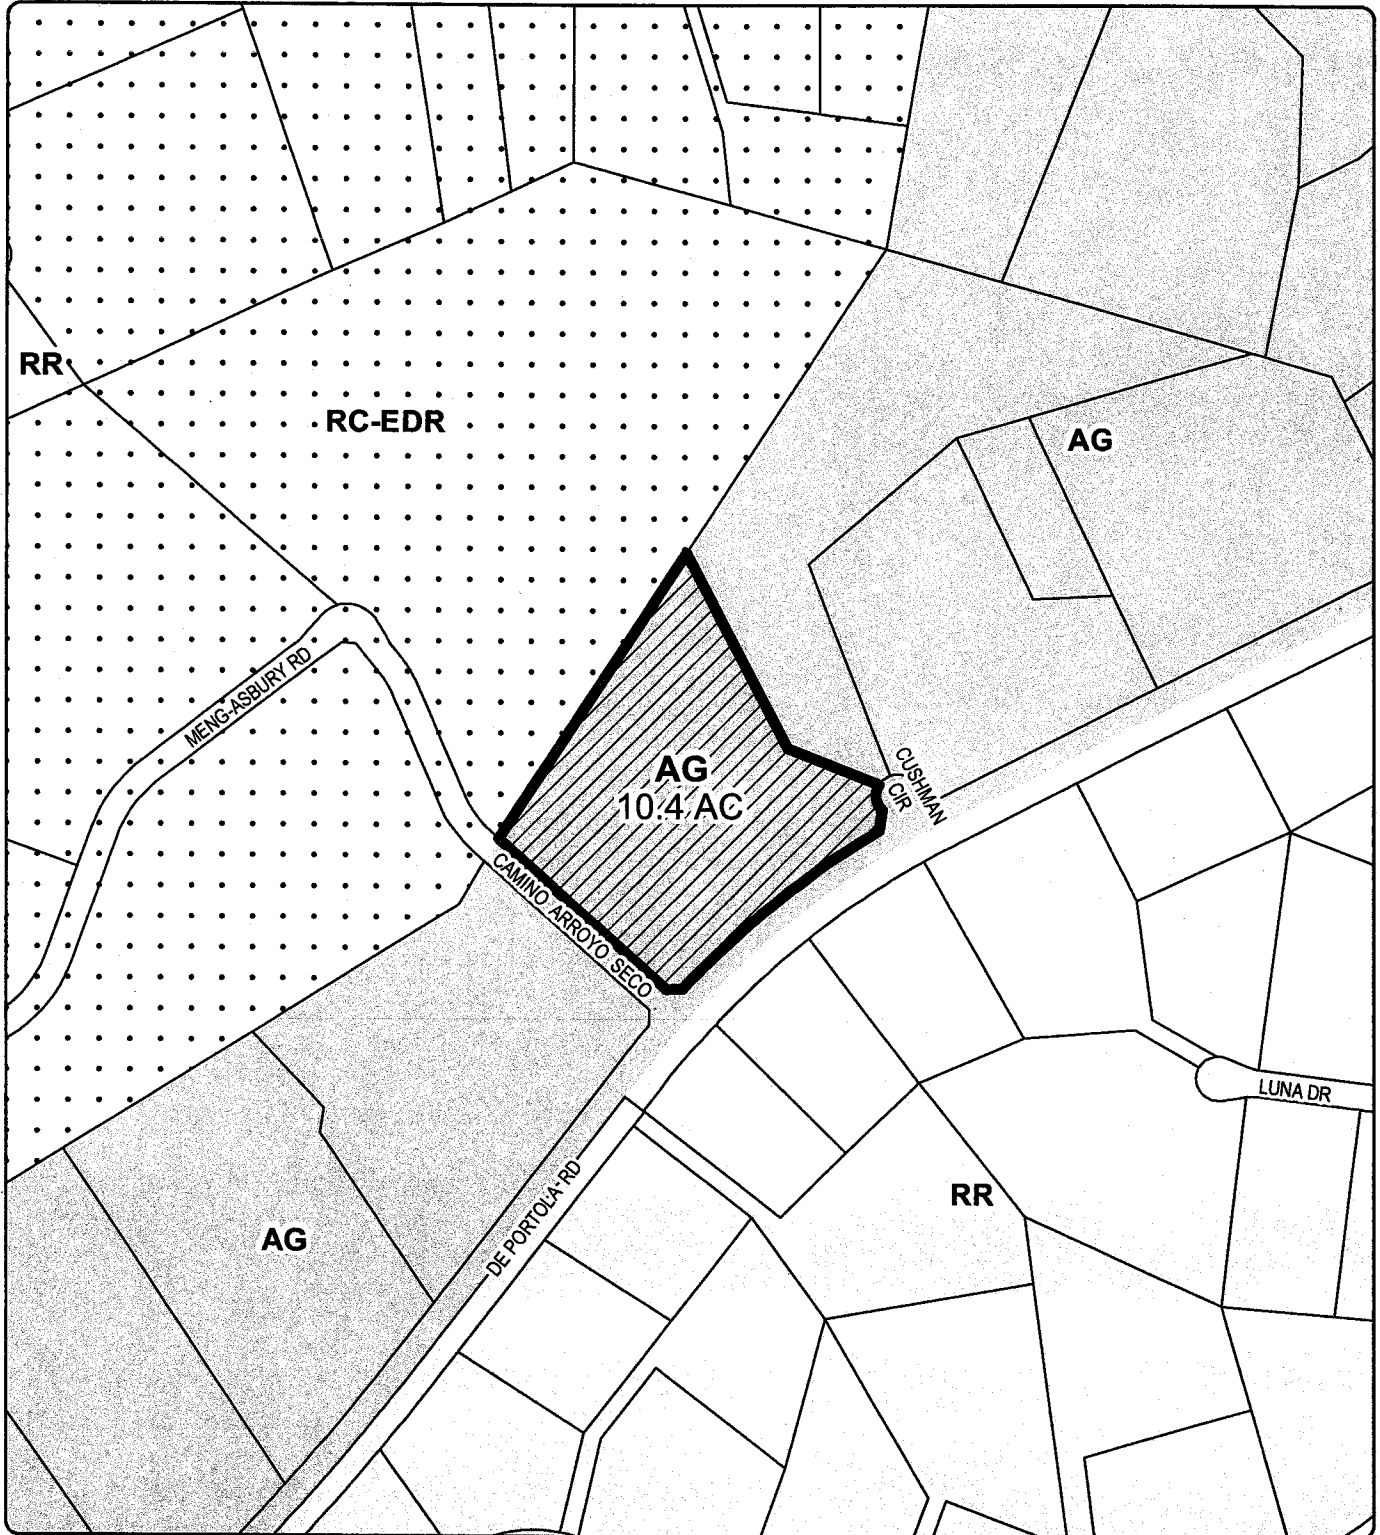 RR
RC-EDR
AG
MENG-ASBURY RD
AG
10.4 AC
CUSHMAN
CIR
CAMINO ARROYO SECO
LUNA DR
DE PORTOLA RD
RR
AG